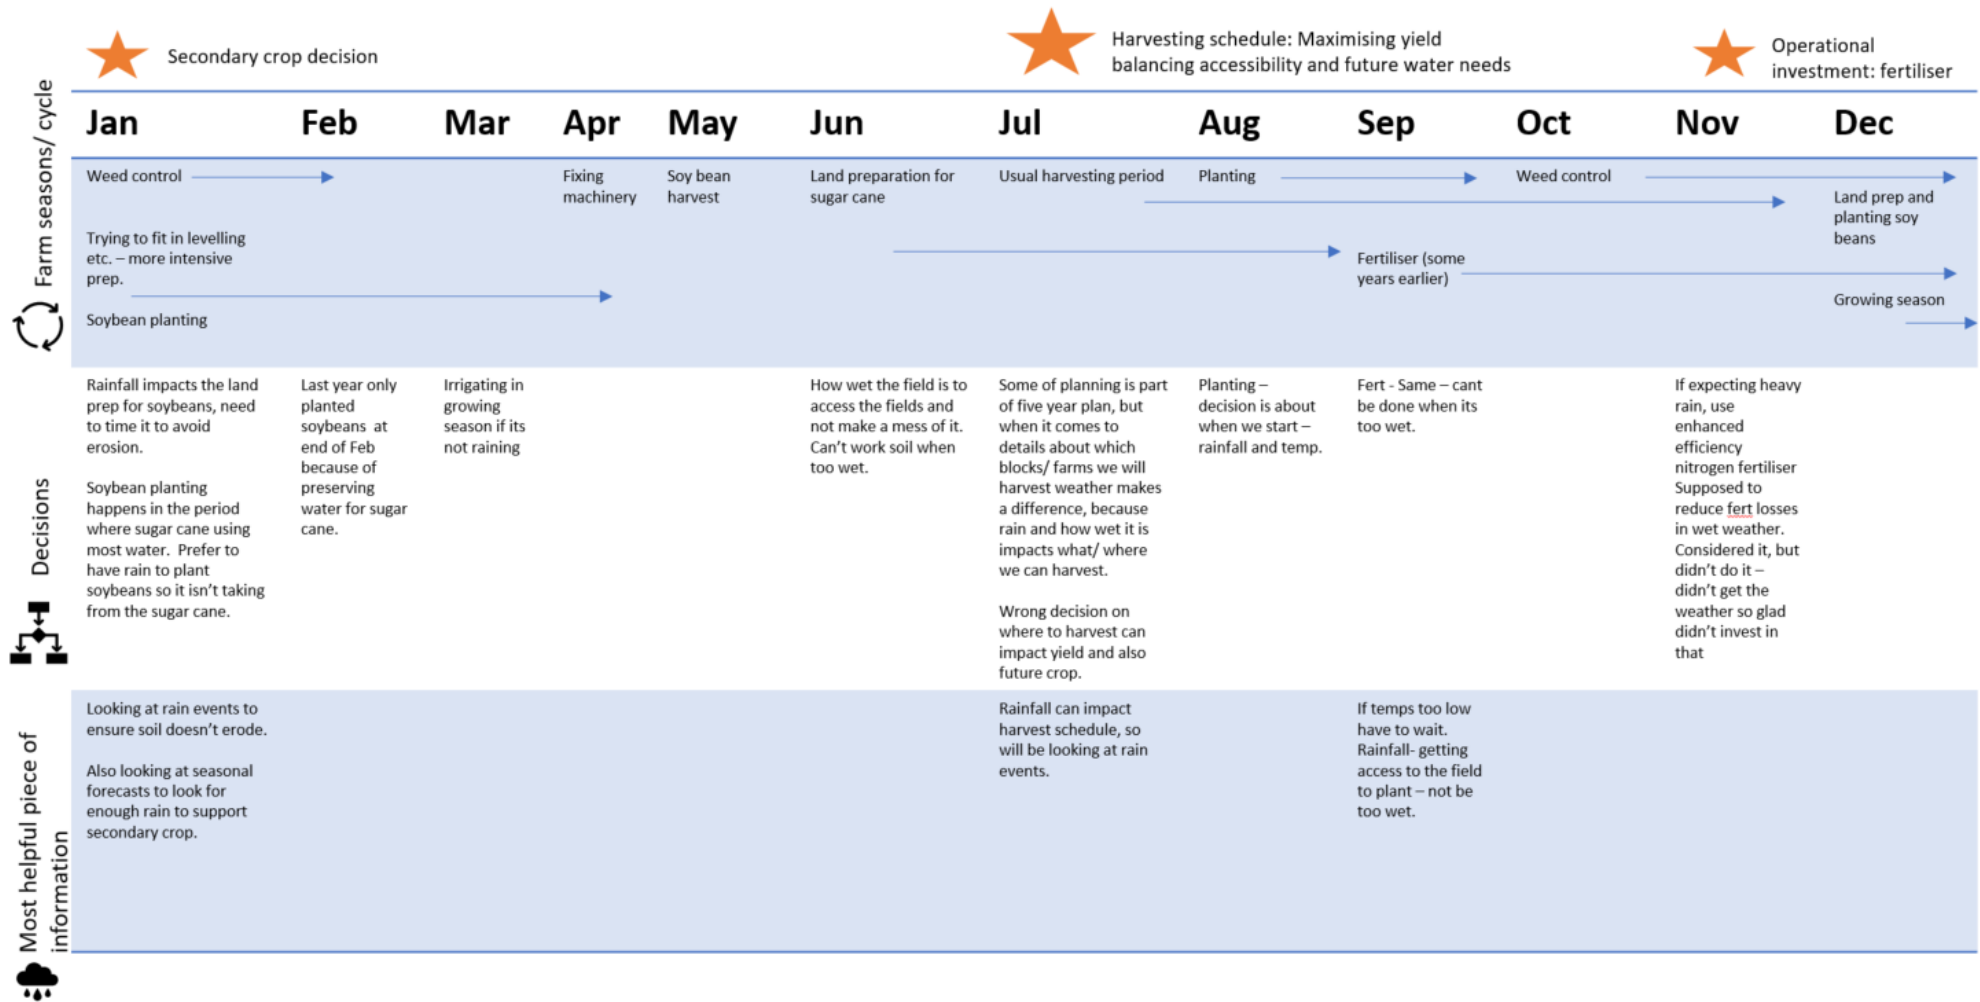 Secondary crop decision
Harvesting schedule: Maximising yield
balancing accessibility and future water needs
Operational
investment: fertiliser
Farm seasons/ cycle
Jan
Feb
Mar
Apr
May
Jun
Jul
Aug
Sep
Oct
Nov
Dec
Weed control
Trying to fit in levelling
etc. – more intensive
prep.
Soybean planting
Fixing
machinery
Soy bean
harvest
Land preparation for
sugar cane
Usual harvesting period
Planting
Fertiliser (some
years earlier)
Weed control
Land prep and
planting soy
beans
Growing season
Decisions
Rainfall impacts the land
prep for soybeans, need
to time it to avoid
erosion.
Soybean planting
happens in the period
where sugar cane using
most water.  Prefer to
have rain to plant
soybeans so it isn't taking
from the sugar cane.
Last year only
planted
soybeans  at
end of Feb
because of
preserving
water for sugar
cane.
Irrigating in
growing
season if its
not raining
How wet the field is to
access the fields and
not make a mess of it.
Can't work soil when
too wet.
Some of planning is part
of five year plan, but
when it comes to
details about which
blocks/ farms we will
harvest weather makes
a difference, because
rain and how wet it is
impacts what/ where
we can harvest.
Wrong decision on
where to harvest can
impact yield and also
future crop.
Planting –
decision is about
when we start –
rainfall and temp.
Fert - Same – cant
be done when its
too wet.
If expecting heavy
rain, use
enhanced
efficiency
nitrogen fertiliser
Supposed to
reduce fert losses
in wet weather.
Considered it, but
didn't do it –
didn't get the
weather so glad
didn't invest in
that
Most helpful piece of
information
Looking at rain events to
ensure soil doesn't erode.
Also looking at seasonal
forecasts to look for
enough rain to support
secondary crop.
Rainfall can impact
harvest schedule, so
will be looking at rain
events.
If temps too low
have to wait.
Rainfall- getting
access to the field
to plant – not be
too wet.